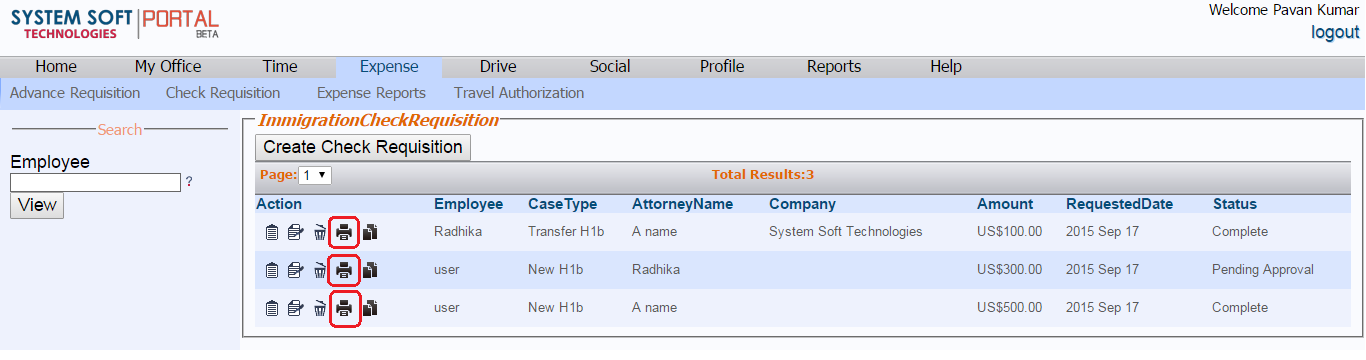 SYSTEM SOFT PORTAL
TECHNOLOGIES BETA
Welcome Pavan Kumar
logout
Home My Office Time Expense Drive Social Profile Reports Help
Advance Requisition Check Requisition Expense Reports Travel Authorization
Search
Employee
?
View
ImmigrationCheckRequisition
Create Check Requisition
Page: 1 Total Results:3
Action Employee CaseType AttorneyName Company Amount RequestedDate Status
Radhika Transfer H1b A name System Soft Technologies US$100.00 2015 Sep 17 Complete
user New H1b Radhika US$300.00 2015 Sep 17 Pending Approval
user New H1b A name US$500.00 2015 Sep 17 Complete